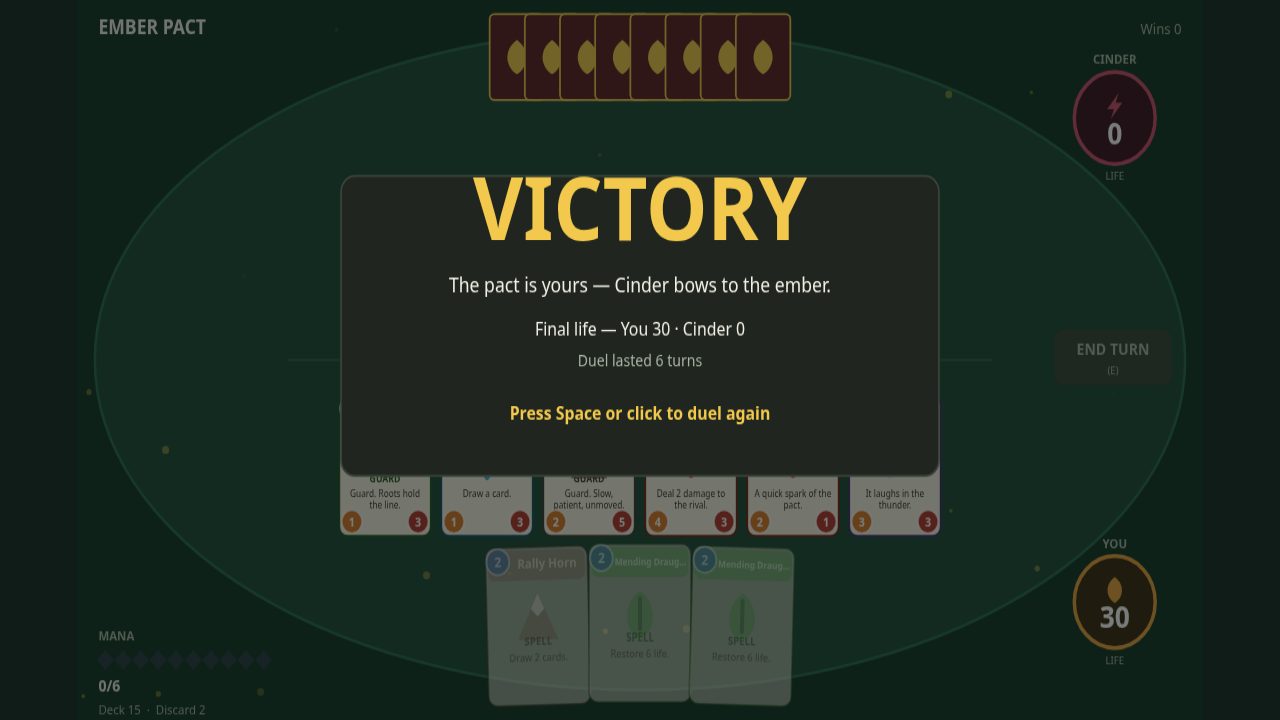 EMBER PACT
Wins 0
CINDER
0
LIFE
VICTORY
The pact is yours — Cinder bows to the ember.
Final life — You 30 · Cinder 0
Duel lasted 6 turns
Press Space or click to duel again
END TURN
(E)
GUARD
Guard. Roots hold
the line.
1
3
Draw a card.
1
3
GUARD
Guard. Slow,
patient, unmoved.
2
5
Deal 2 damage to
the rival.
4
3
A quick spark of the
pact.
2
1
It laughs in the
thunder.
3
3
2
Rally Horn
SPELL
Draw 2 cards.
2
Mending Draug...
SPELL
Restore 6 life.
2
Mending Draug...
SPELL
Restore 6 life.
YOU
30
LIFE
MANA
0/6
Deck 15 · Discard 2